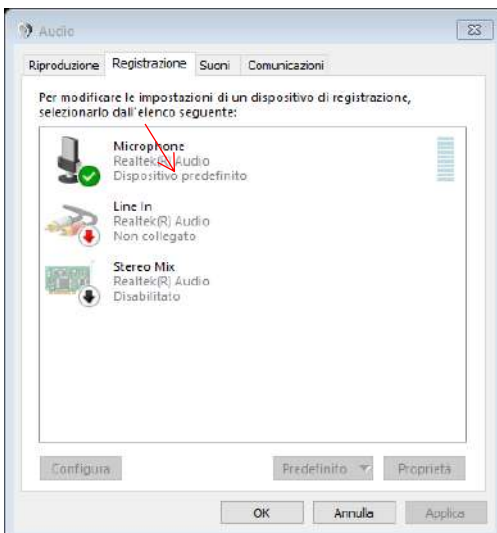 Audio
Riproduzione Registrazione Suoni Comunicazioni
Per modificare le impostazioni di un dispositivo di registrazione,
selezionarlo dall'elenco seguente:
Microphone
Realtek(R) Audio
Dispositivo predefinito
Line In
Realtek(R) Audio
Non collegato
Stereo Mix
Realtek(R) Audio
Disabilitato
Configura Predefinito Proprietà
OK Annulla Applica